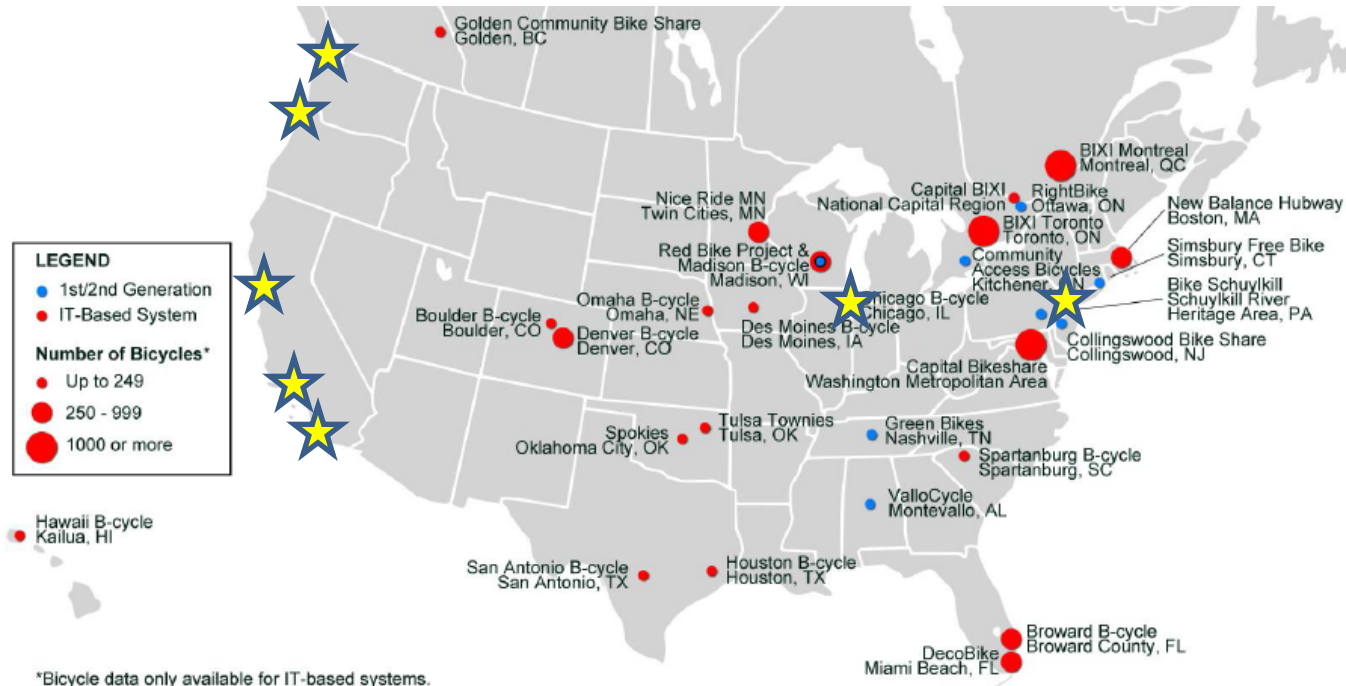 Golden Community Bike Share
Golden, BC
BIXI Montreal
Montreal, QC
Capital BIXI
National Capital Region
RightBike
Ottawa, ON
New Balance Hubway
Boston, MA
Nice Ride MN
Twin Cities, MN
BIXI Toronto
Toronto, ON
Simsbury Free Bike
Simsbury, CT
Red Bike Project &
Madison B-cycle
Madison, WI
Community
Access Bicycles
Kitchener,
Bike Schuylkill
Schuylkill River
Heritage Area, PA
LEGEND
1st/2nd Generation
IT-Based System
Number of Bicycles*
Up to 249
250 - 999
1000 or more
Omaha B-cycle
Omaha, NE
Chicago B-cycle
Chicago, IL
Boulder B-cycle
Boulder, CO
Denver B-cycle
Denver, CO
Des Moines B-cycle
Des Moines, IA
Collingswood Bike Share
Collingswood, NJ
Capital Bikeshare
Washington Metropolitan Area
Spokies
Oklahoma City, OK
Tulsa Townies
Tulsa, OK
Green Bikes
Nashville, TN
Spartanburg B-cycle
Spartanburg, SC
ValloCycle
Montevallo, AL
Hawaii B-cycle
Kailua, HI
San Antonio B-cycle
San Antonio, TX
Houston B-cycle
Houston, TX
Broward B-cycle
Broward County, FL
DecoBike
Miami Beach, FL
*Bicycle data only available for IT-based systems.